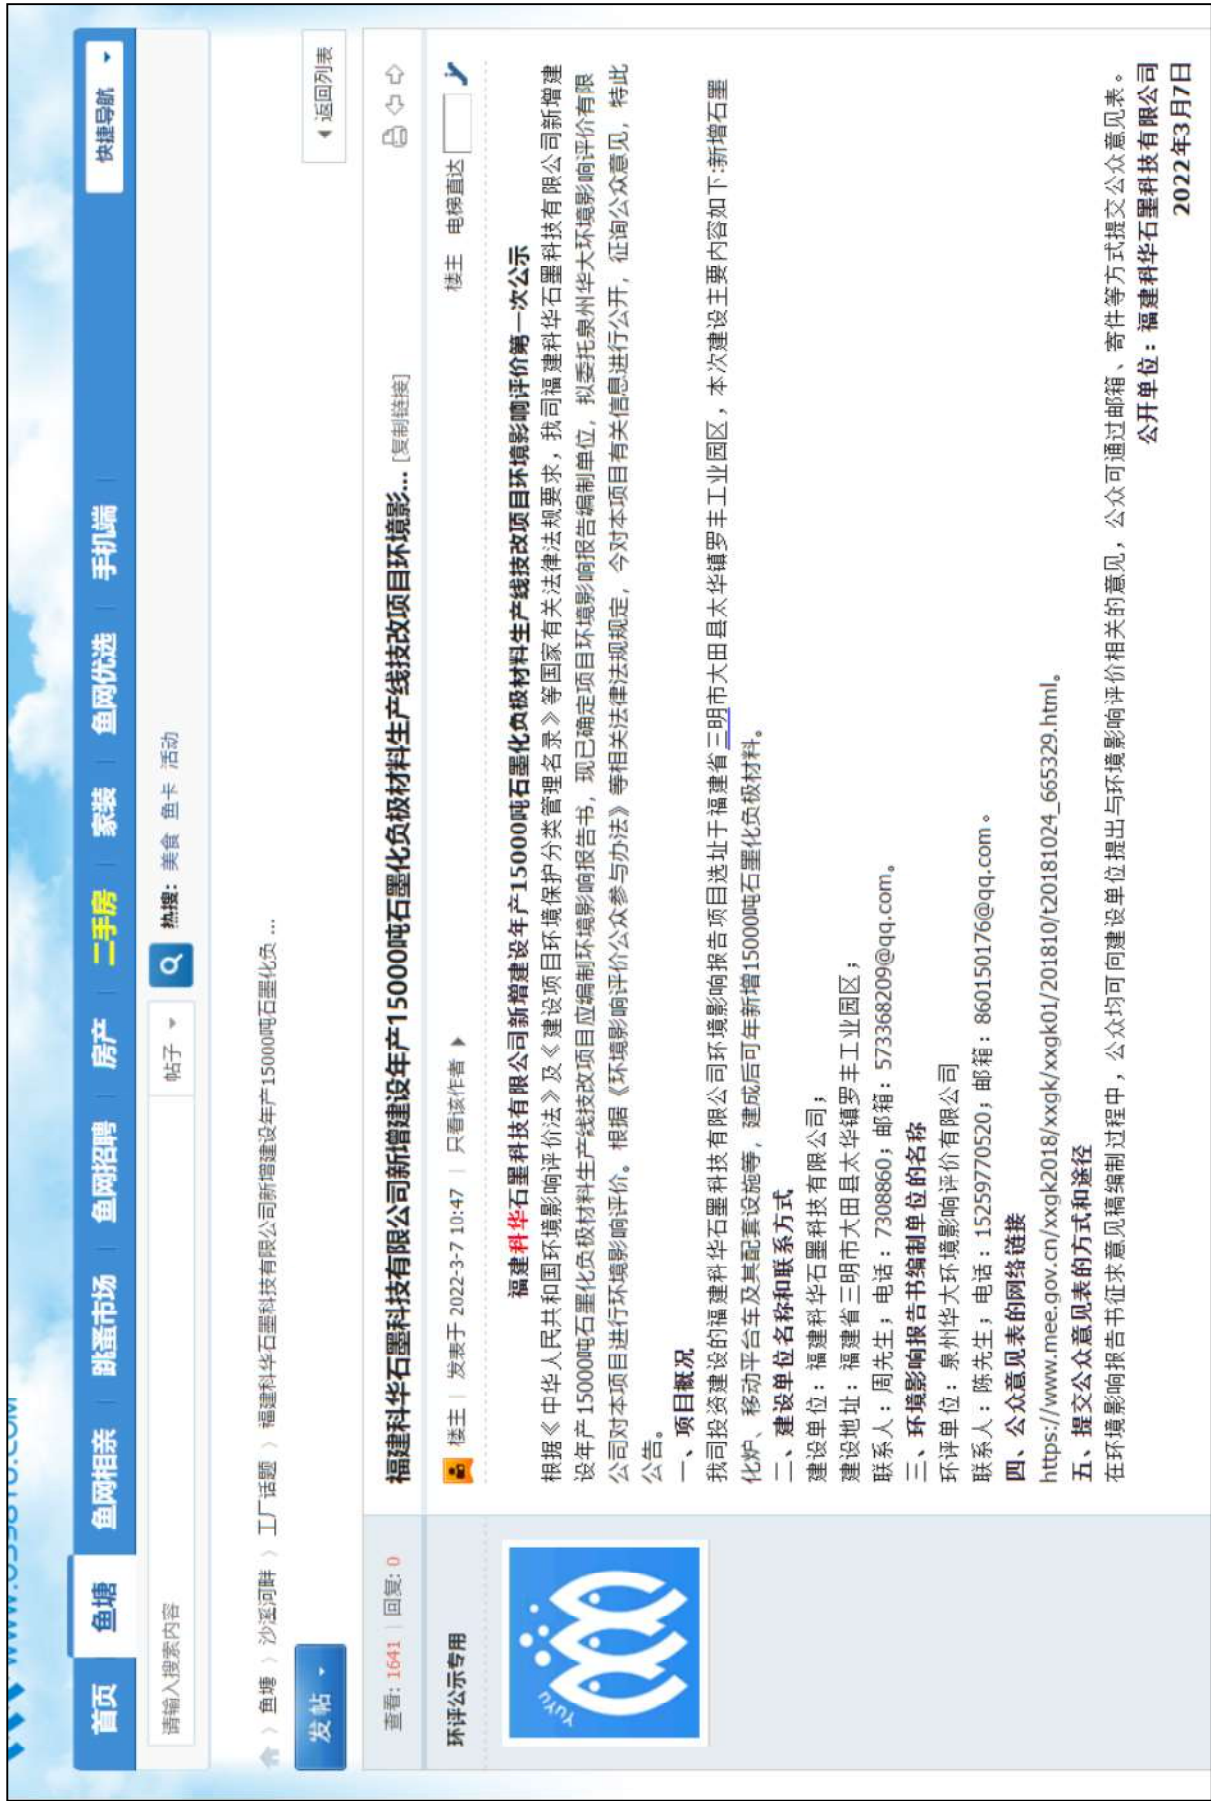 首页 鱼塘 鱼网相亲 跳蚤市场 鱼网招聘 房产 二手房 家装 鱼网优选 手机端 快捷导航
请输入搜索内容 帖子 热搜: 美食 鱼卡 活动
鱼塘 › 沙溪河畔 › 工厂话题 › 福建科华石墨科技有限公司新增建设年产15000吨石墨化负 ...
发帖 返回列表
查看: 1641 | 回复: 0
福建科华石墨科技有限公司新增建设年产15000吨石墨化负极材料生产线技改项目环境影... [复制链接]
环评公示专用
楼主 | 发表于 2022-3-7 10:47 | 只看该作者 楼主 电梯直达
YuYu
福建科华石墨科技有限公司新增建设年产15000吨石墨化负极材料生产线技改项目环境影响评价第一次公示
根据《中华人民共和国环境影响评价法》及《建设项目环境保护分类管理名录》等国家有关法律法规要求，我司福建科华石墨科技有限公司新增建
设年产15000吨石墨化负极材料生产线技改项目应编制环境影响报告书，现已确定项目环境影响报告编制单位，拟委托泉州华大环境影响评价有限
公司对本项目进行环境影响评价。根据《环境影响评价公众参与办法》等相关法律法规规定，今对本项目有关信息进行公开，征询公众意见，特此
公告。
一、项目概况
我司投资建设的福建科华石墨科技有限公司环境影响报告项目选址于福建省三明市大田县太华镇罗丰工业园区，本次建设主要内容如下:新增石墨
化炉、移动平台车及其配套设施等，建成后可年新增15000吨石墨化负极材料。
二、建设单位名称和联系方式
建设单位：福建科华石墨科技有限公司；
建设地址：福建省三明市大田县太华镇罗丰工业园区；
联系人：周先生；电话：7308860；邮箱：573368209@qq.com。
三、环境影响报告书编制单位的名称
环评单位：泉州华大环境影响评价有限公司
联系人：陈先生；电话：15259770520；邮箱：860150176@qq.com。
四、公众意见表的网络链接
https://www.mee.gov.cn/xxgk2018/xxgk/xxgk01/201810/t20181024_665329.html。
五、提交公众意见表的方式和途径
在环境影响报告书征求意见稿编制过程中，公众均可向建设单位提出与环境影响评价相关的意见，公众可通过邮箱、寄件等方式提交公众意见表。
公开单位：福建科华石墨科技有限公司
2022年3月7日